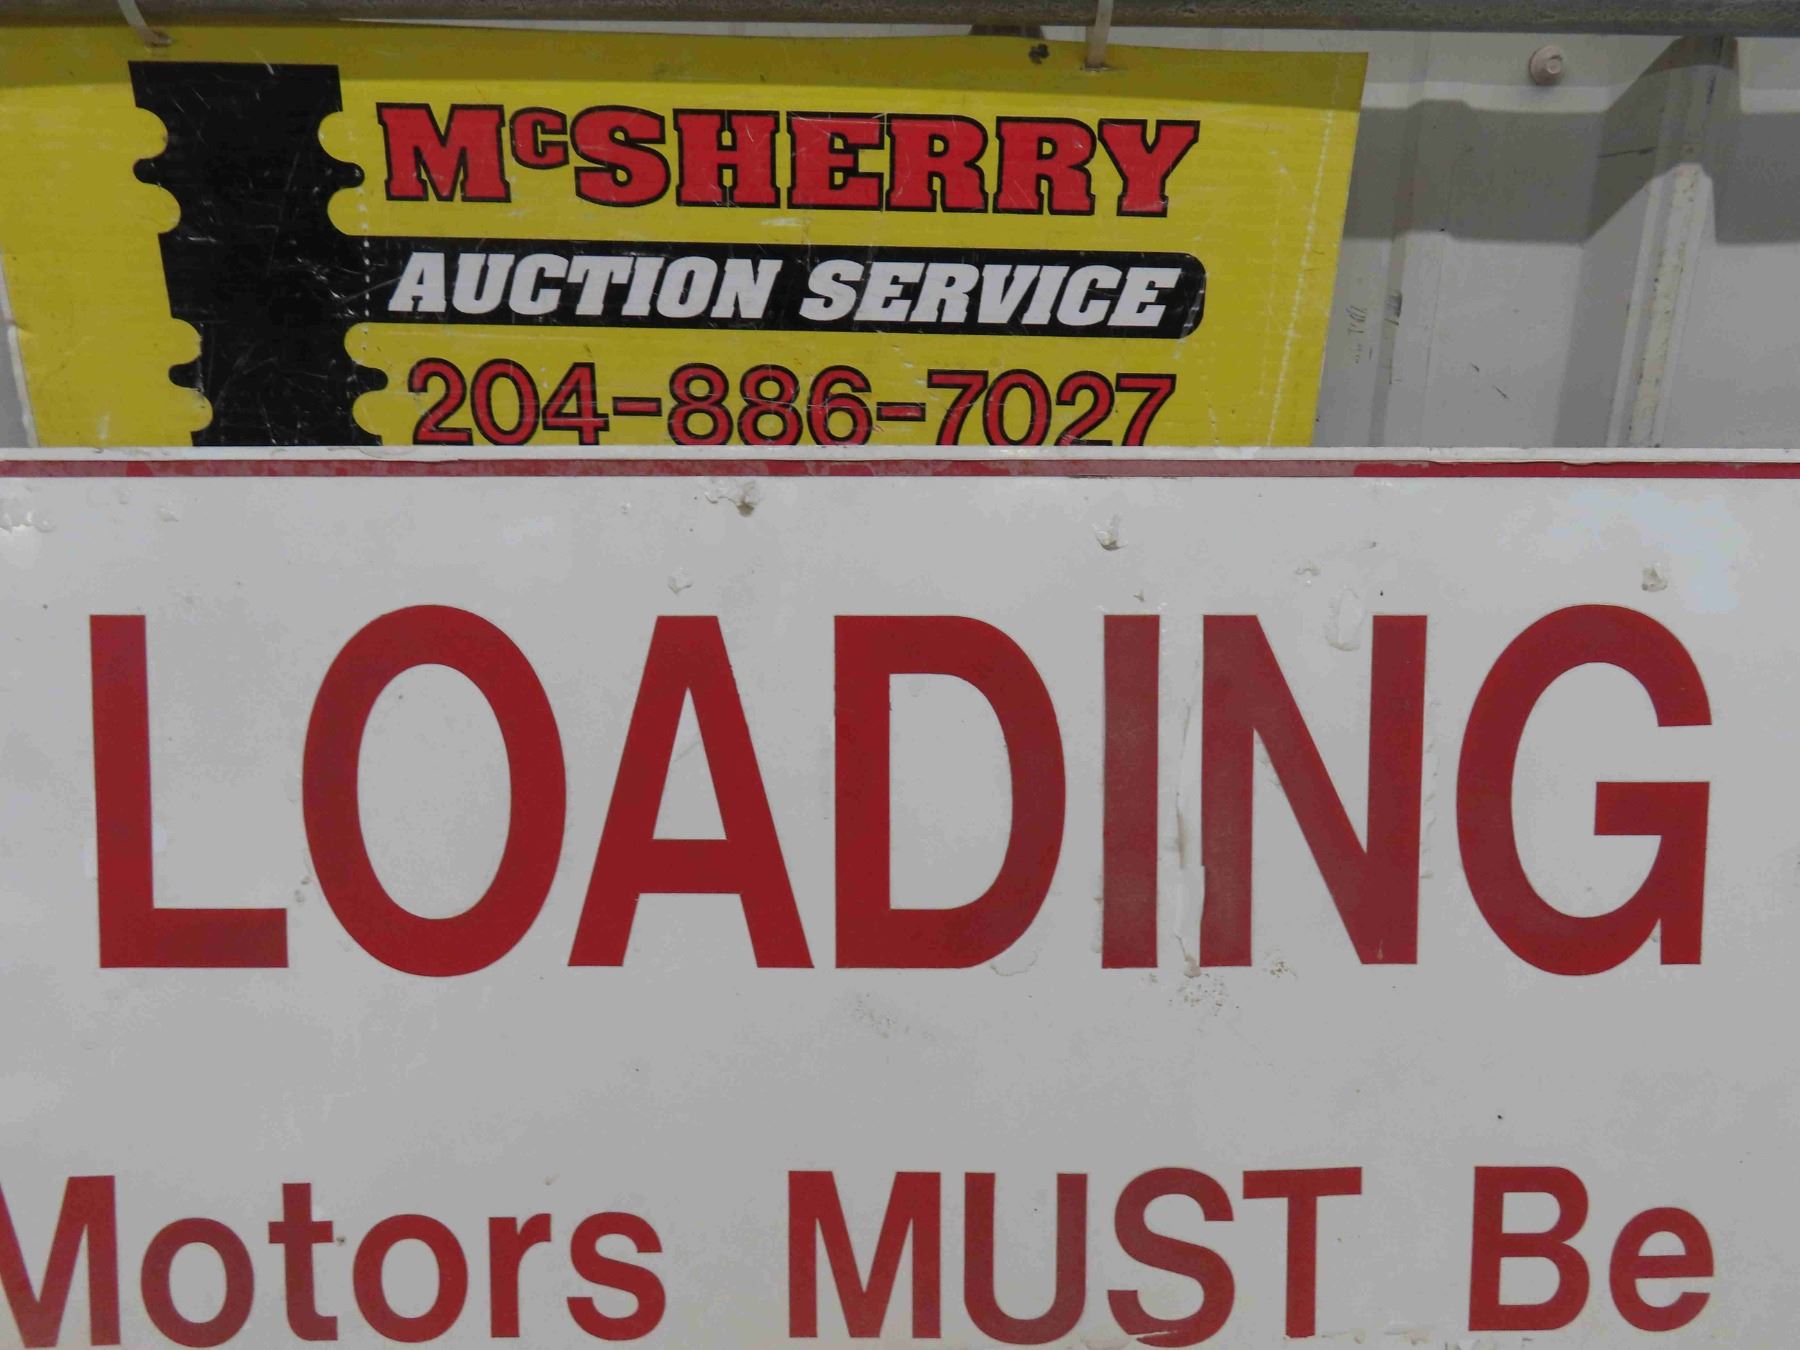 McSHERRY
AUCTION SERVICE
204-886-7027
LOADING
Motors MUST Be